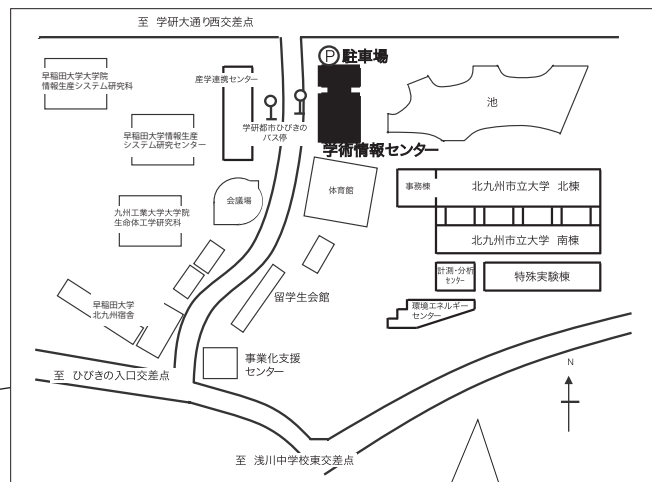 至 学研大通り西交差点
P 駐車場
早稲田大学大学院
情報生産システム研究科
産学連携センター
池
早稲田大学情報生産
システム研究センター
学研都市ひびきの
バス停
学術情報センター
体育館
事務棟
北九州市立大学 北棟
会議場
九州工業大学大学院
生命体工学研究科
北九州市立大学 南棟
計測・分析
センター
特殊実験棟
早稲田大学
北九州宿舎
留学生会館
環境エネルギー
センター
事業化支援
センター
N
至 ひびきの入口交差点
至 浅川中学校東交差点